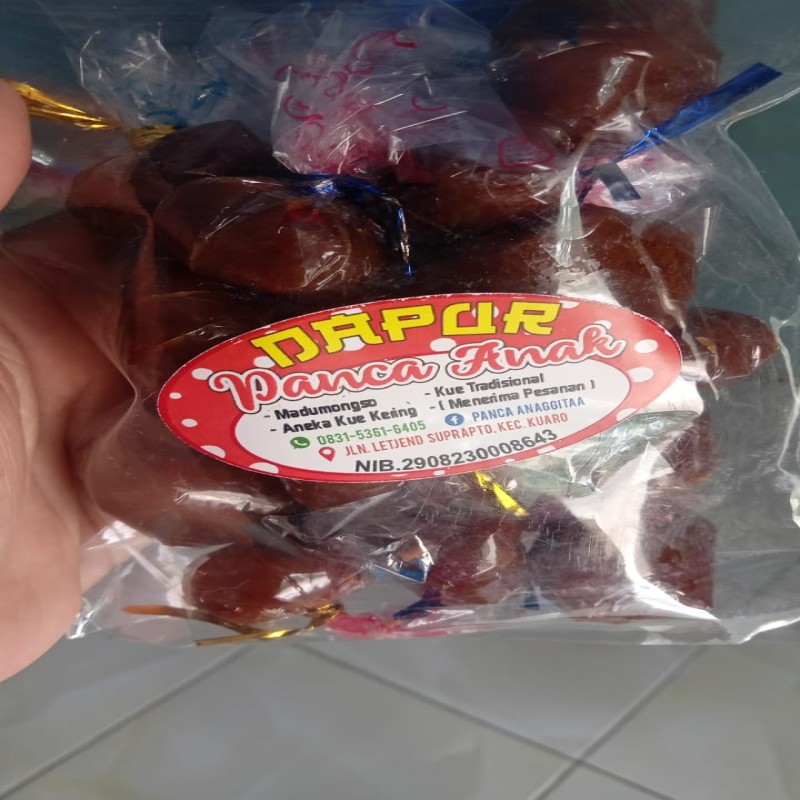 DAPUR
Panca Anak
- Madumongso
- Aneka Kue Keiing
- Kue Tradisional
- ( Menerima Pesanan )
0831-5361-6405
PANCA ANAGGITAA
JLN. LETJEND SUPRAPTO. KEC. KUARO
NIB.2908230008643